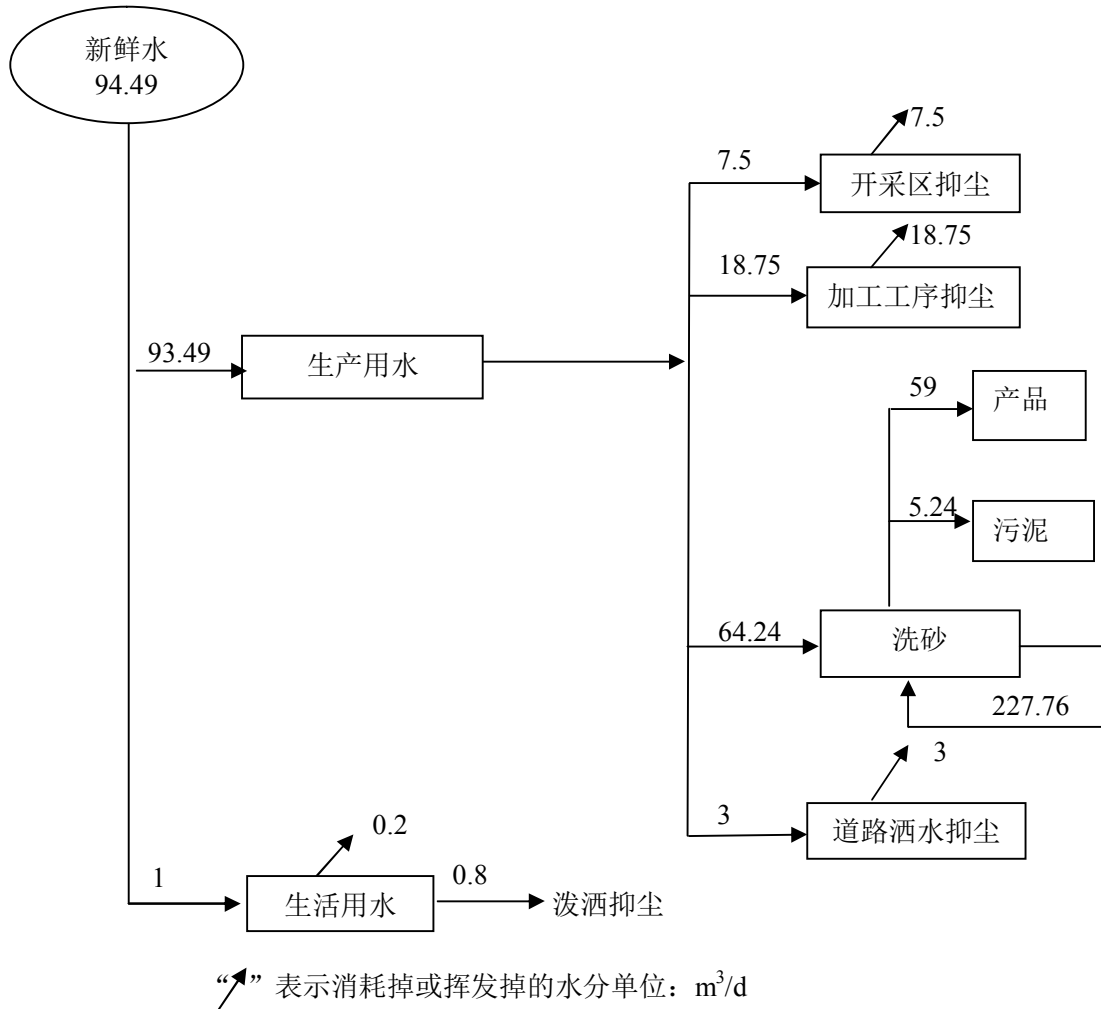 新鲜水
94.49
7.5
7.5
开采区抑尘
18.75
18.75
加工工序抑尘
93.49
生产用水
59
产品
5.24
污泥
64.24
洗砂
227.76
3
3
道路洒水抑尘
0.2
1
生活用水
0.8
泼洒抑尘
“ ”表示消耗掉或挥发掉的水分单位：m³/d